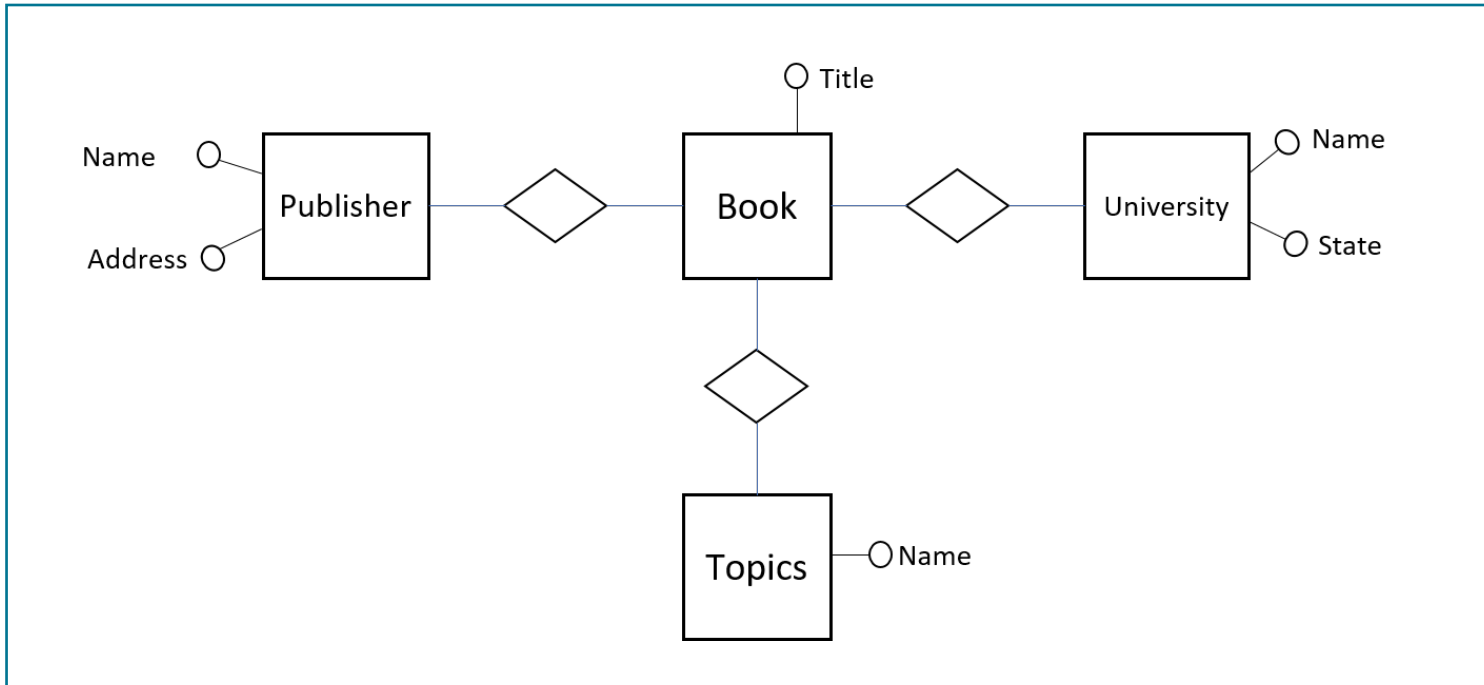 Title
Name
Name
Publisher
Book
University
Address
State
Topics
Name